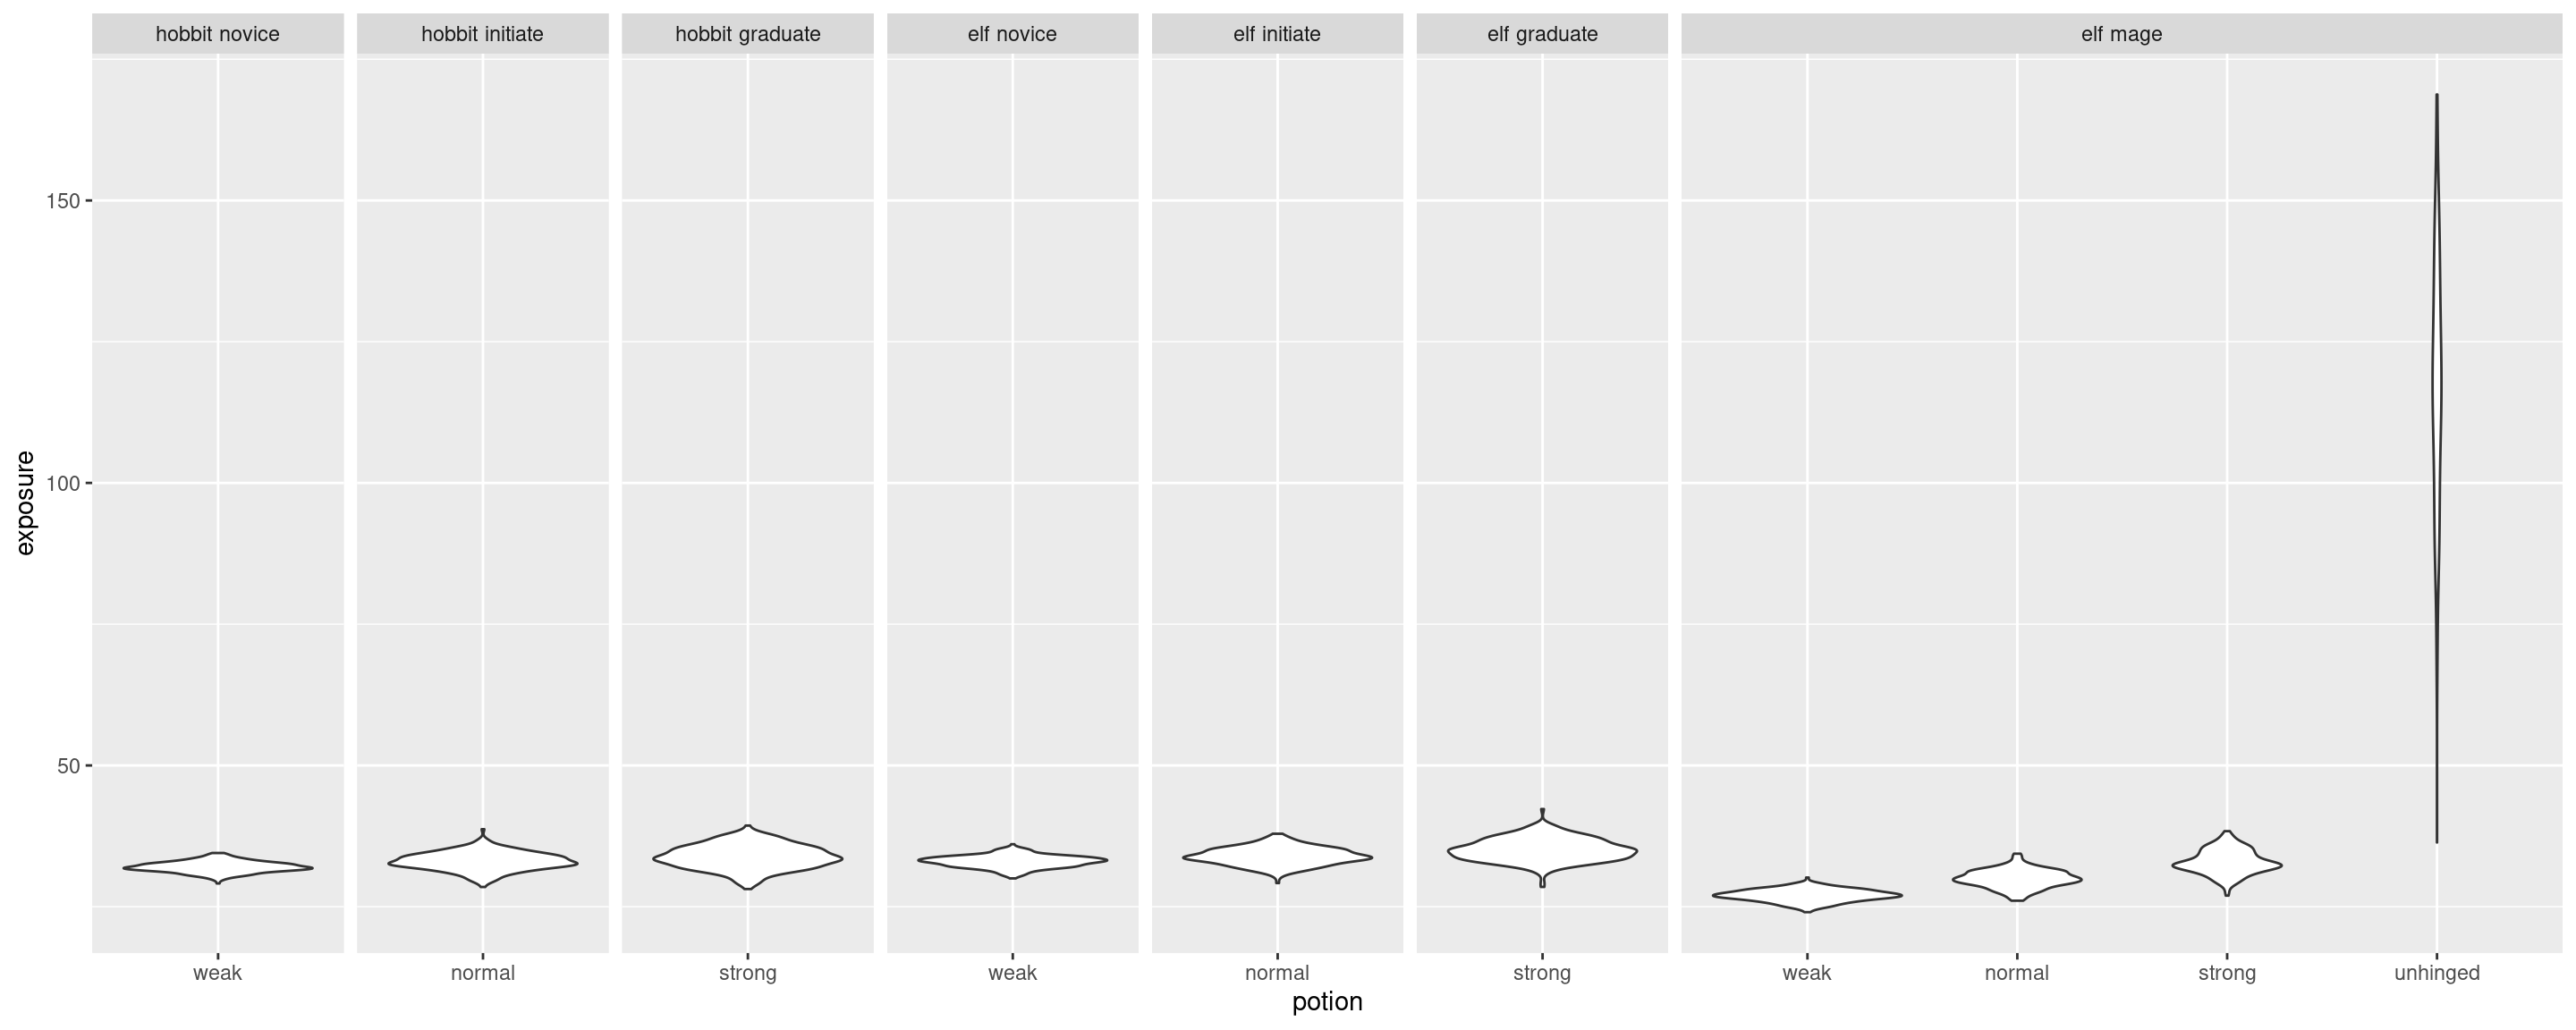 hobbit novice hobbit initiate hobbit graduate elf novice elf initiate elf graduate elf mage
150
100
50
exposure
weak normal strong weak normal strong weak normal strong unhinged
potion